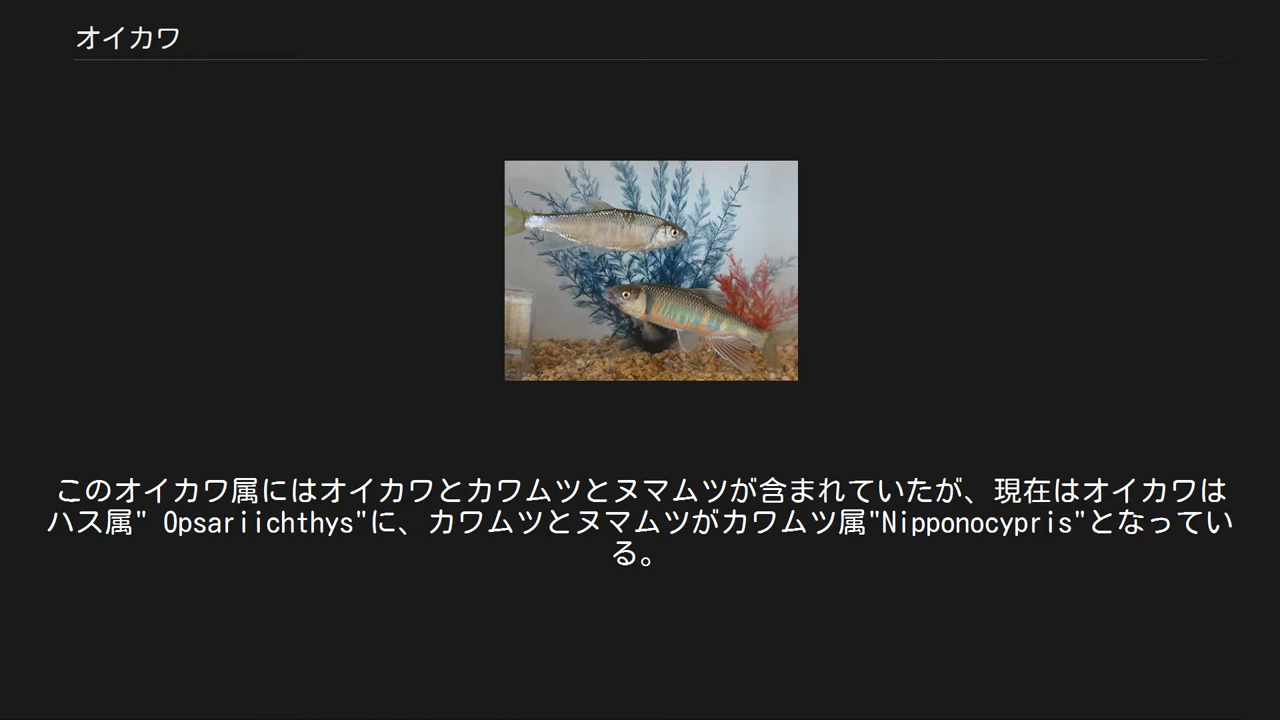 オイカワ
このオイカワ属にはオイカワとカワムツとヌマムツが含まれていたが、現在はオイカワは
ハス属" Opsariichthys"に、カワムツとヌマムツがカワムツ属"Nipponocypris"となってい
る。